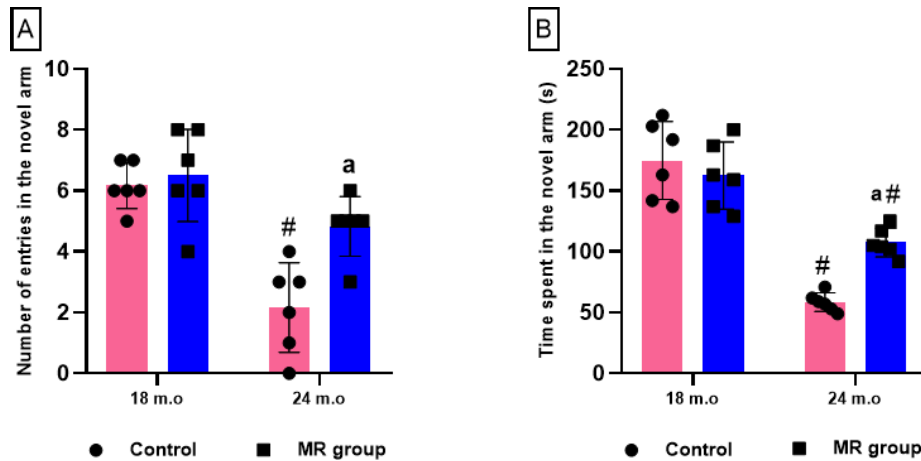 A
Number of entries in the novel arm
10
8
6
4
2
0
#
a
18 m.o
24 m.o
Control
MR group
B
Time spent in the novel arm (s)
250
200
150
100
50
0
#
a #
18 m.o
24 m.o
Control
MR group